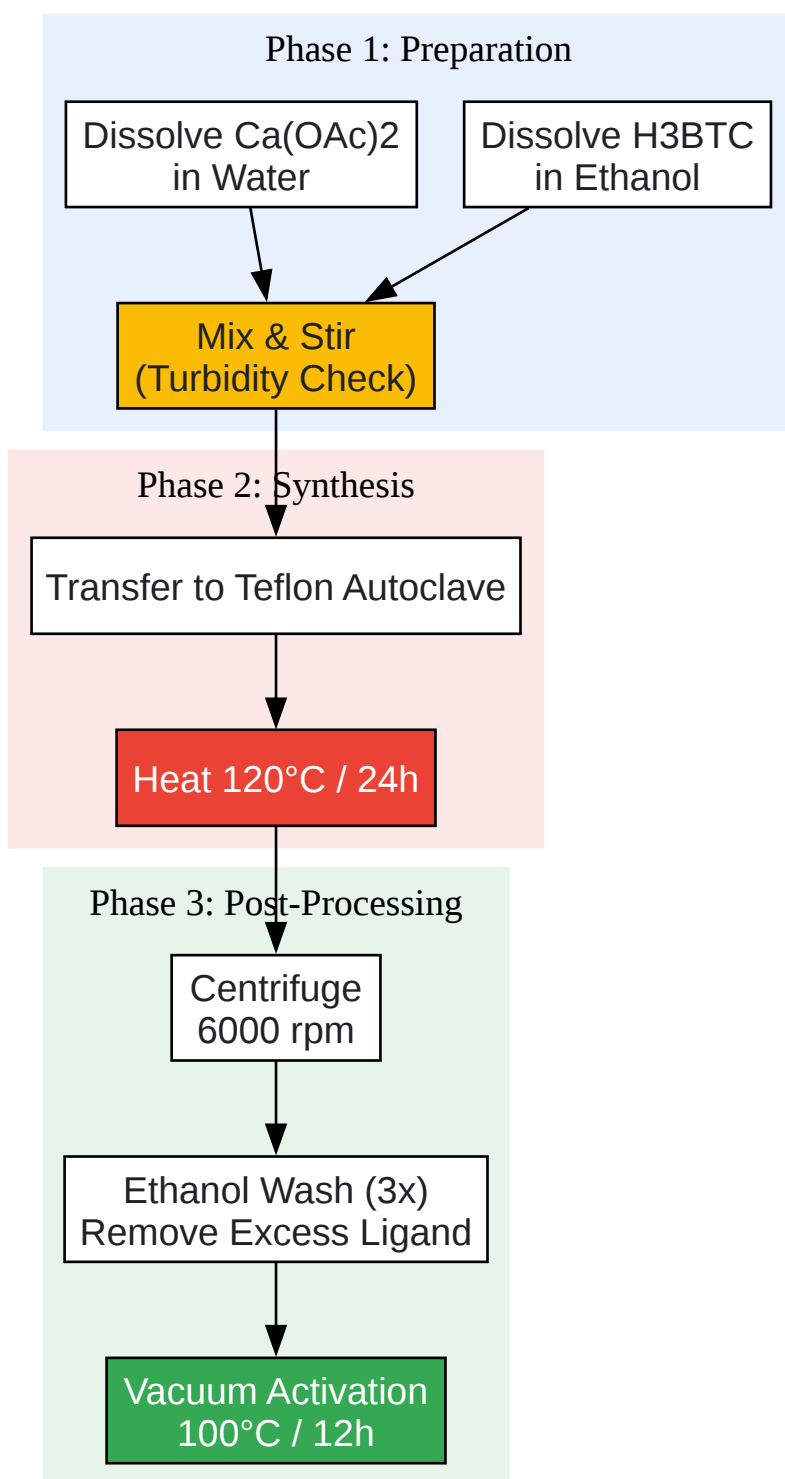 Phase 1: Preparation
Dissolve Ca(OAc)2
in Water
Dissolve H3BTC
in Ethanol
Mix & Stir
(Turbidity Check)
Phase 2: Synthesis
Transfer to Teflon Autoclave
Heat 120°C / 24h
Phase 3: Post-Processing
Centrifuge
6000 rpm
Ethanol Wash (3x)
Remove Excess Ligand
Vacuum Activation
100°C / 12h